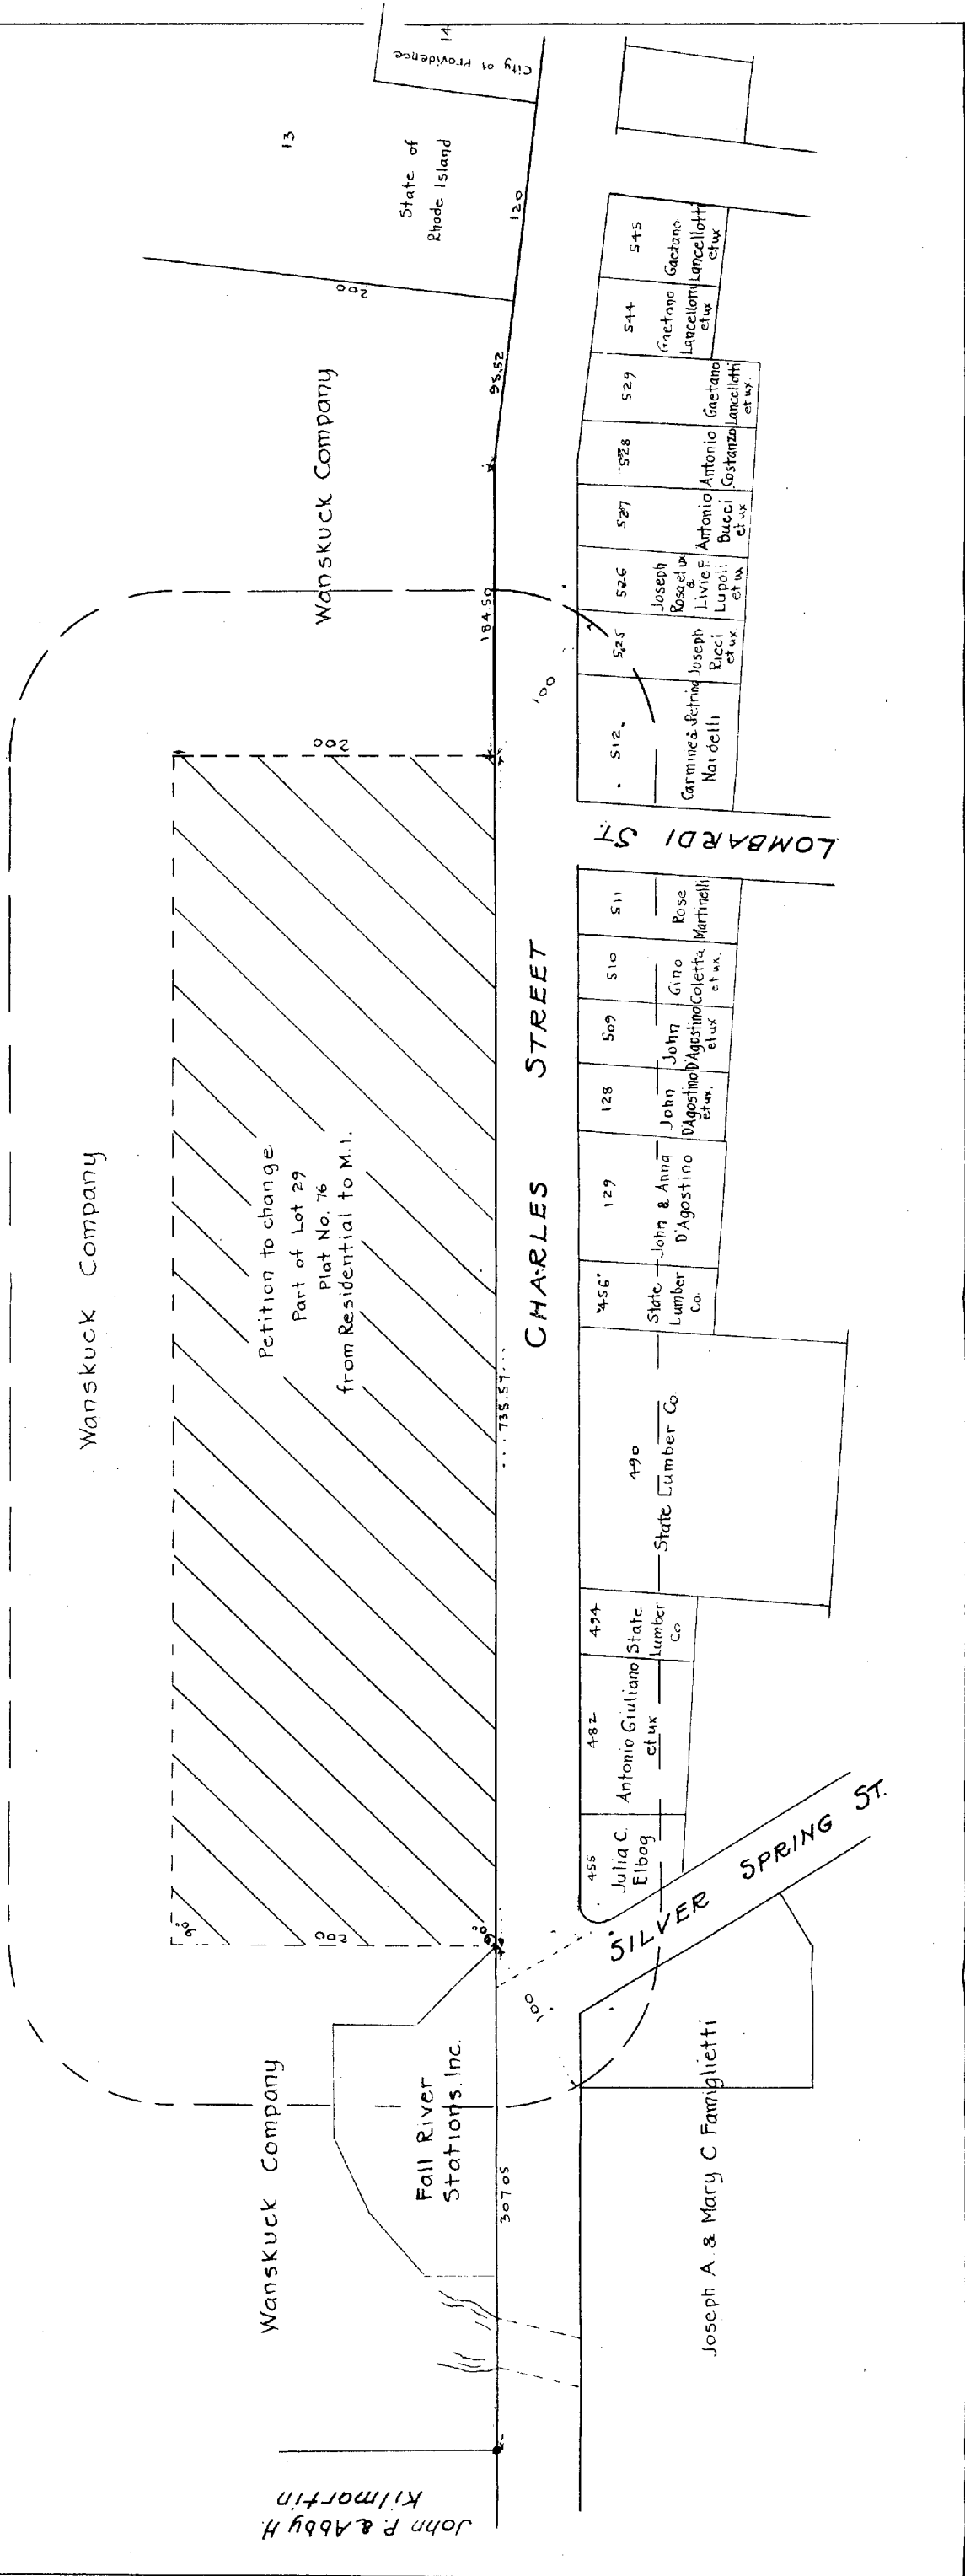 John P. & Abby H.
Kilmartin
Wanskuck Company
Wanskuck Company
Wanskuck Company
13
14
City of Providence
State of
Rhode Island
Fall River
Stations. Inc.
Petition to change
Part of Lot 29
Plat No. 76
from Residential to M.1.
200
200
200
90°
90°
307.05
735.57
184.50
95.52
120
100
100
CHARLES STREET
SILVER SPRING ST.
LOMBARDI ST.
Joseph A. & Mary C Famiglietti
455
Julia C.
Elbog
482
Antonio Giuliano
et ux
494
State
Lumber
Co
490
State Lumber Co.
456
State
Lumber
Co.
129
John & Anna
D'Agostino
128
John
D'Agostino
et ux.
509
John
D'Agostino
et ux
510
Gino
Coletta
et ux.
511
Rose
Martinelli
512.
Carmine & Petrina
Nardelli
525
Joseph
Ricci
et ux
526
Joseph
Rosa et ux
&
Livie F.
Lupoli
et ux
527
Antonio
Bucci
et ux
528
Antonio
Costanzo
529
Gaetano
Lancellotti
et ux.
544
Gaetano
Lancellotti
et ux
545
Gaetano
Lancellotti
et ux